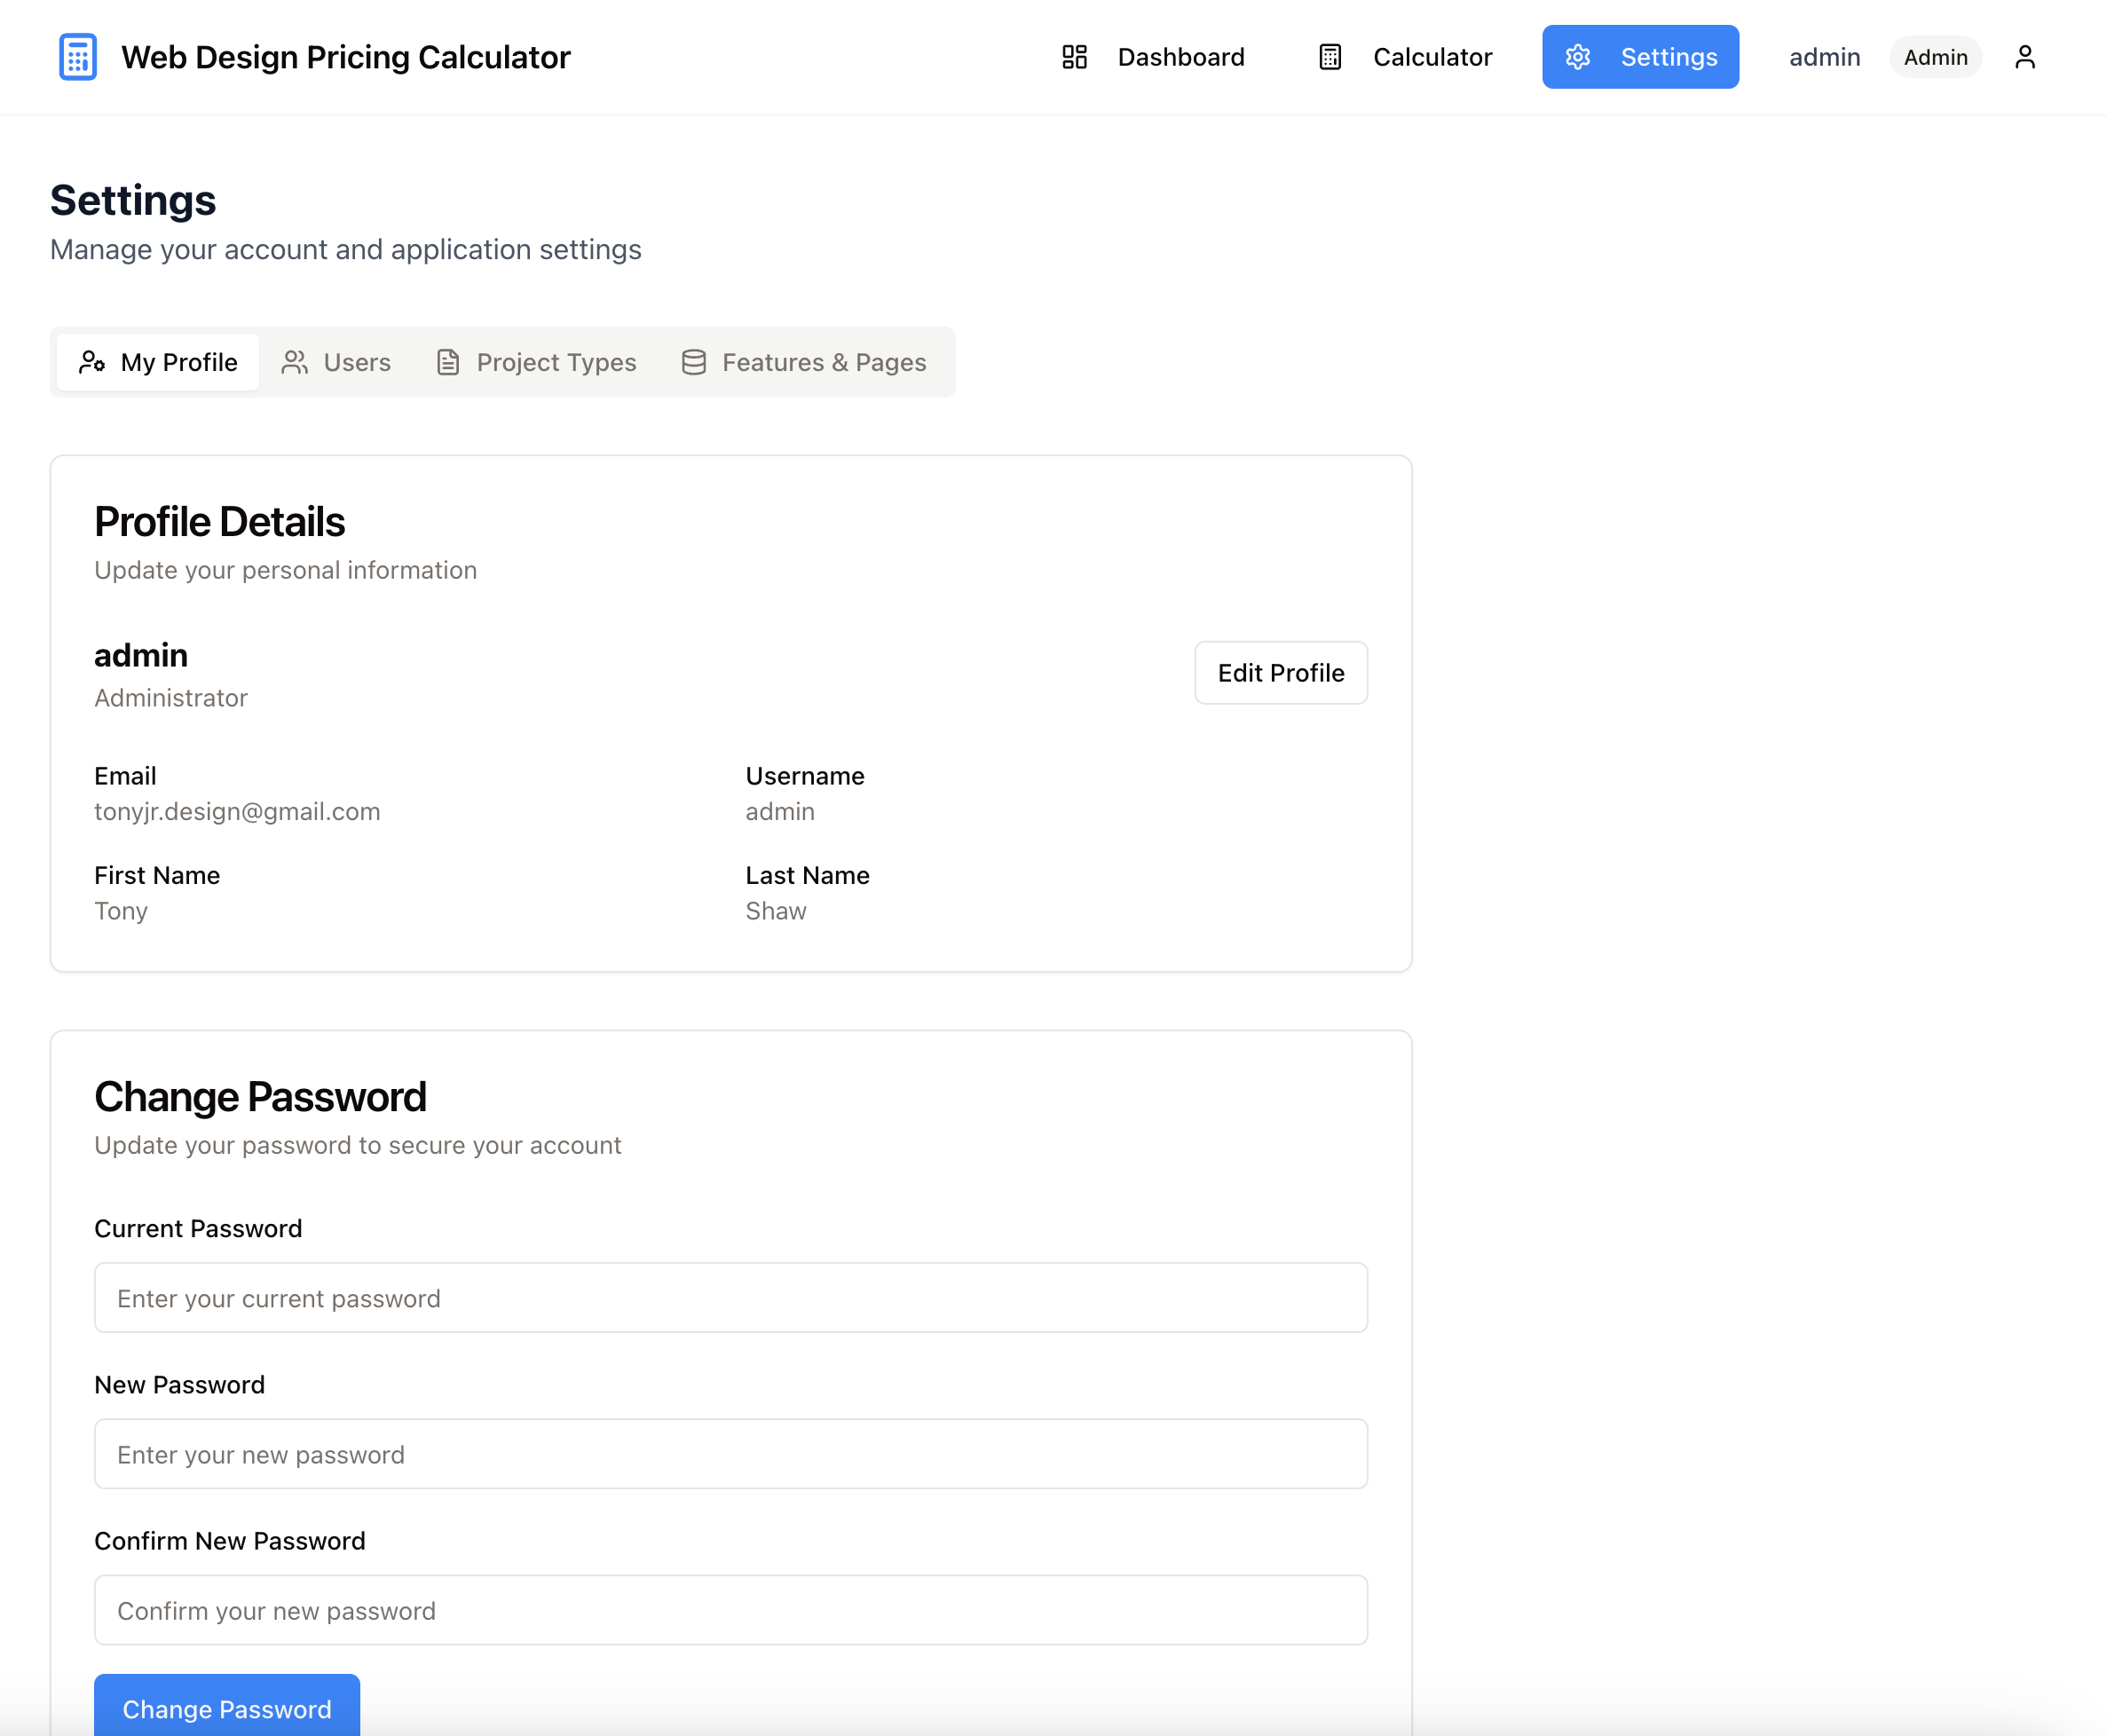 Web Design Pricing Calculator
Dashboard
Calculator
Settings
admin
Admin
Settings
Manage your account and application settings
My Profile
Users
Project Types
Features & Pages
Profile Details
Update your personal information
admin
Administrator
Edit Profile
Email
tonyjr.design@gmail.com
Username
admin
First Name
Tony
Last Name
Shaw
Change Password
Update your password to secure your account
Current Password
Enter your current password
New Password
Enter your new password
Confirm New Password
Confirm your new password
Change Password